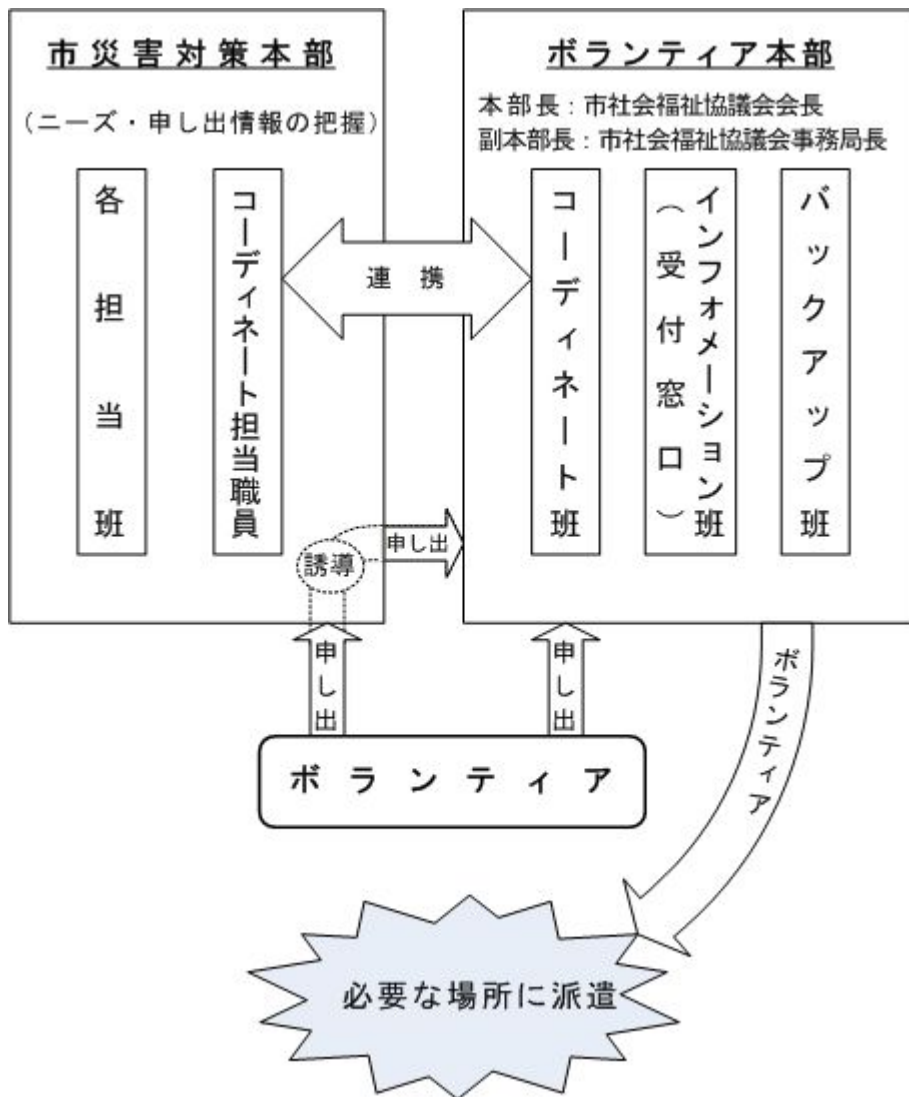 市災害対策本部
(ニーズ・申し出情報の把握)
各担当班
コーディネート担当職員
連携
ボランティア本部
本部長:市社会福祉協議会会長
副本部長:市社会福祉協議会事務局長
コーディネート班
インフォメーション班
(受付窓口)
バックアップ班
誘導
申し出
申し出
申し出
ボランティア
ボランティア
必要な場所に派遣